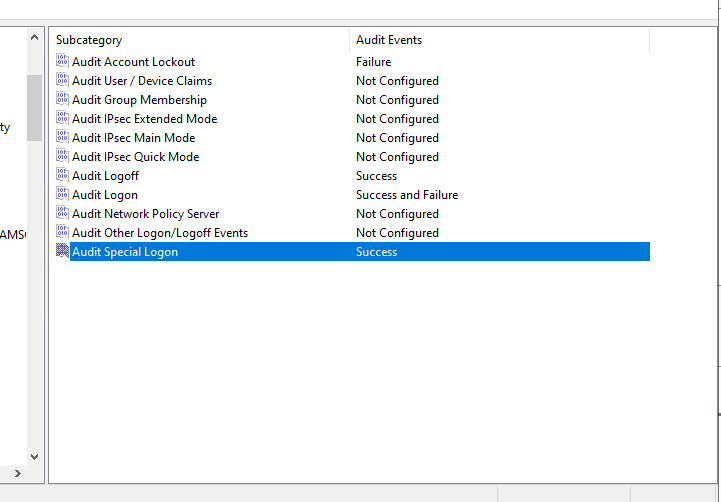 Subcategory Audit Events
Audit Account Lockout Failure
Audit User / Device Claims Not Configured
Audit Group Membership Not Configured
Audit IPsec Extended Mode Not Configured
ty Audit IPsec Main Mode Not Configured
Audit IPsec Quick Mode Not Configured
Audit Logoff Success
Audit Logon Success and Failure
Audit Network Policy Server Not Configured
Audit Other Logon/Logoff Events Not Configured
Audit Special Logon Success